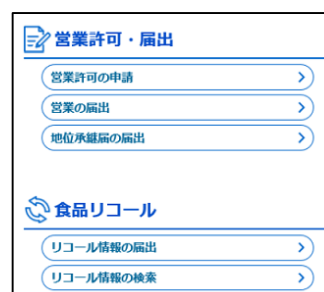 営業許可・届出
営業許可の申請
営業の届出
地位承継届の届出
食品リコール
リコール情報の届出
リコール情報の検索